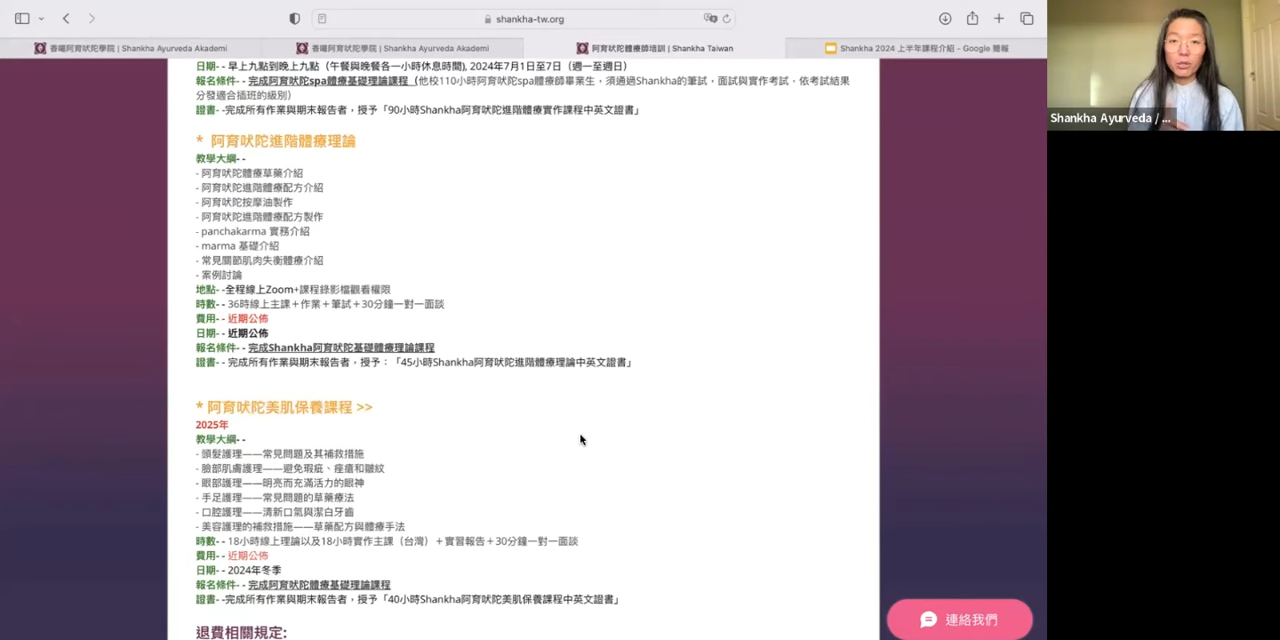 shankha-tw.org
香曦阿育吠陀學院 | Shankha Ayurveda Akademi
香曦阿育吠陀學院 | Shankha Ayurveda Akademi
阿育吠陀體療師培訓 | Shankha Taiwan
Shankha 2024 上半年課程介紹 - Google 簡報
日期- - 早上九點到晚上九點（午餐與晚餐各一小時休息時間), 2024年7月1日至7日（週一至週日）
報名條件- - 完成阿育吠陀spa體療基礎理論課程（他校110小時阿育吠陀spa體療師畢業生，須通過Shankha的筆試，面試與實作考試．依考試結果
分發適合插班的級別）
證書- -完成所有作業與期末報告者，授予「90小時Shankha阿育吠陀進階體療實作課程中英文證書」
* 阿育吠陀進階體療理論
教學大綱- -
- 阿育吠陀體療草藥介紹
- 阿育吠陀進階體療配方介紹
- 阿育吠陀按摩油製作
- 阿育吠陀進階體療配方製作
- panchakarma 實務介紹
- marma 基礎介紹
- 常見關節肌肉失衡體療介紹
- 案例討論
地點- -全程線上Zoom+課程錄影檔觀看權限
時數- - 36時線上主課＋作業＋筆試＋30分鐘一對一面談
費用- - 近期公佈
日期- - 近期公佈
報名條件- - 完成Shankha阿育吠陀基礎體療理論課程
證書- - 完成所有作業與期末報告者，授予：「45小時Shankha阿育吠陀進階體療理論中英文證書」
* 阿育吠陀美肌保養課程 >>
2025年
教學大綱- -
- 頭髮護理——常見問題及其補救措施
- 臉部肌膚護理——避免瑕疵、痤瘡和皺紋
- 眼部護理——明亮而充滿活力的眼神
- 手足護理——常見問題的草藥療法
- 口腔護理——清新口氣與潔白牙齒
- 美容護理的補救措施——草藥配方與體療手法
時數- - 18小時線上理論以及18小時實作主課（台灣）＋實習報告＋30分鐘一對一面談
費用- - 近期公佈
日期- - 2024年冬季
報名條件- - 完成阿育吠陀體療基礎理論課程
證書- -完成所有作業與期末報告者，授予「40小時Shankha阿育吠陀美肌保養課程中英文證書」
退費相關規定:
連絡我們
Shankha Ayurveda / ...